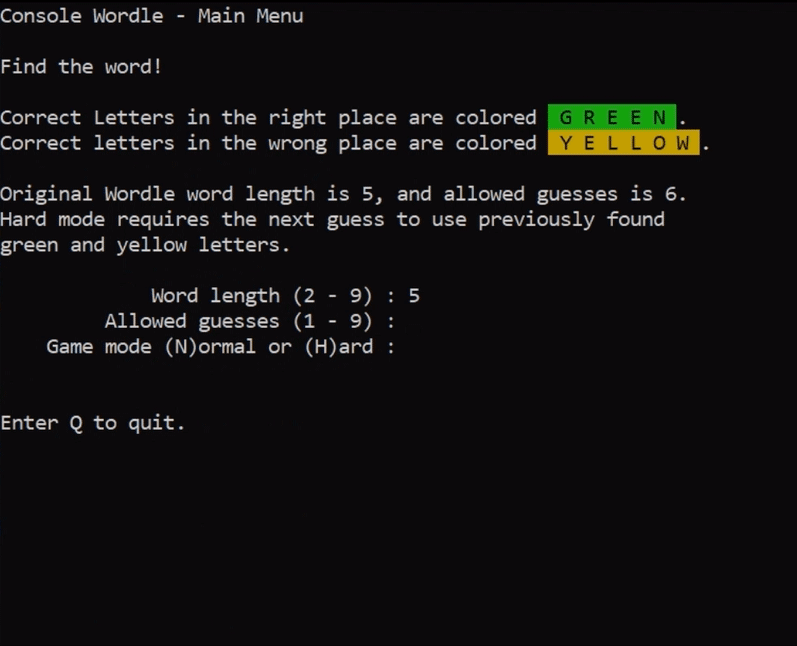 Console Wordle - Main Menu
Find the word!
Correct Letters in the right place are colored G R E E N .
Correct letters in the wrong place are colored Y E L L O W .
Original Wordle word length is 5, and allowed guesses is 6.
Hard mode requires the next guess to use previously found
green and yellow letters.
Word length (2 - 9) : 5
Allowed guesses (1 - 9) :
Game mode (N)ormal or (H)ard :
Enter Q to quit.